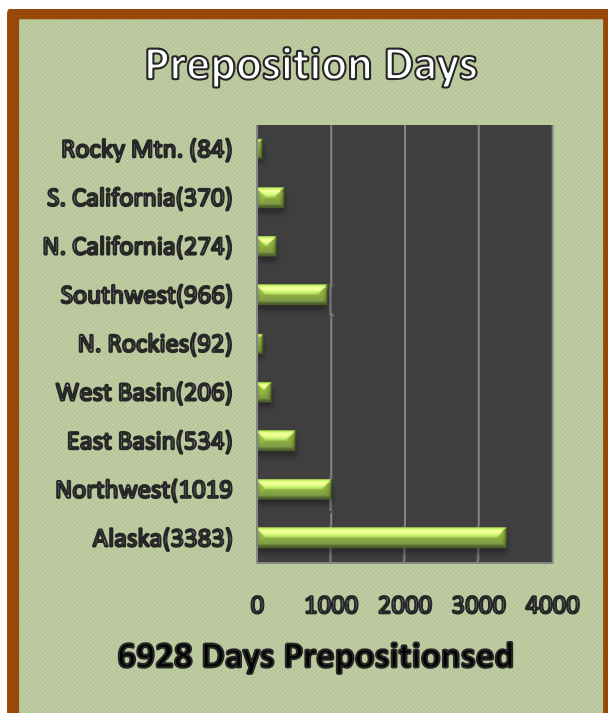 Preposition Days
Rocky Mtn. (84)
S. California(370)
N. California(274)
Southwest(966)
N. Rockies(92)
West Basin(206)
East Basin(534)
Northwest(1019
Alaska(3383)
0 1000 2000 3000 4000
6928 Days Prepositionsed